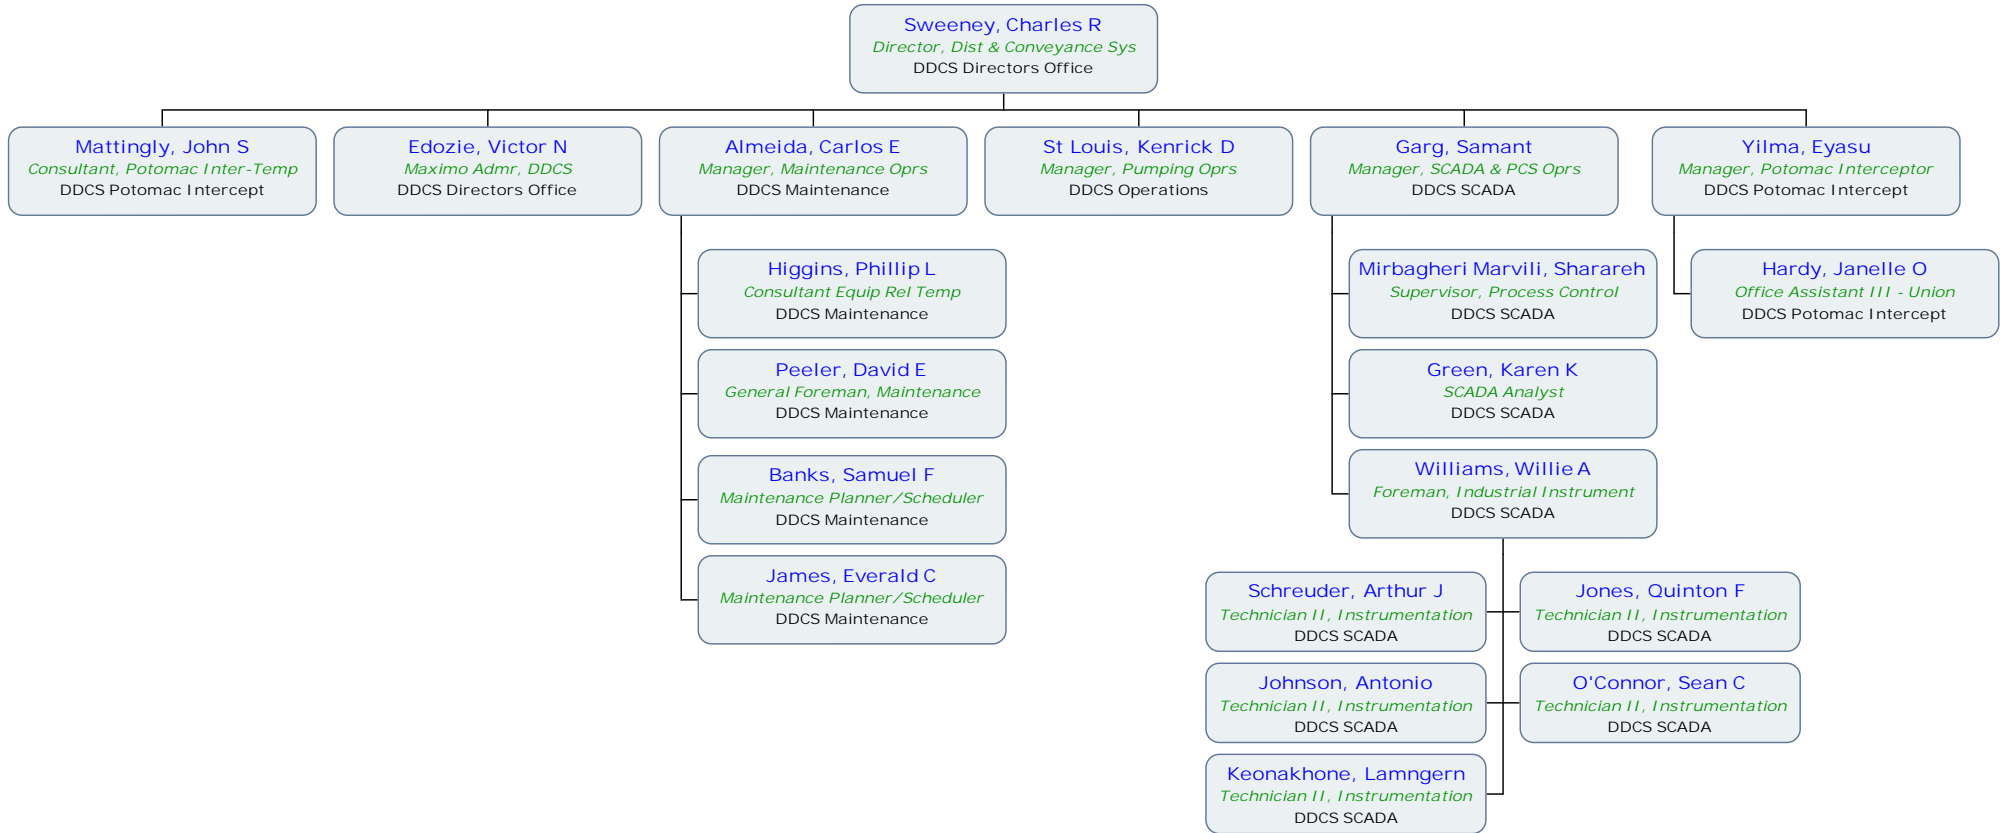 Sweeney, Charles R
Director, Dist & Conveyance Sys
DDCS Directors Office
Mattingly, John S
Consultant, Potomac Inter-Temp
DDCS Potomac Intercept
Edozie, Victor N
Maximo Admr, DDCS
DDCS Directors Office
Almeida, Carlos E
Manager, Maintenance Oprs
DDCS Maintenance
St Louis, Kenrick D
Manager, Pumping Oprs
DDCS Operations
Garg, Samant
Manager, SCADA & PCS Oprs
DDCS SCADA
Yilma, Eyasu
Manager, Potomac Interceptor
DDCS Potomac Intercept
Higgins, Phillip L
Consultant Equip Rel Temp
DDCS Maintenance
Peeler, David E
General Foreman, Maintenance
DDCS Maintenance
Banks, Samuel F
Maintenance Planner/Scheduler
DDCS Maintenance
James, Everald C
Maintenance Planner/Scheduler
DDCS Maintenance
Mirbagheri Marvili, Sharareh
Supervisor, Process Control
DDCS SCADA
Green, Karen K
SCADA Analyst
DDCS SCADA
Williams, Willie A
Foreman, Industrial Instrument
DDCS SCADA
Schreuder, Arthur J
Technician II, Instrumentation
DDCS SCADA
Jones, Quinton F
Technician II, Instrumentation
DDCS SCADA
Johnson, Antonio
Technician II, Instrumentation
DDCS SCADA
O'Connor, Sean C
Technician II, Instrumentation
DDCS SCADA
Keonakhone, Lamngern
Technician II, Instrumentation
DDCS SCADA
Hardy, Janelle O
Office Assistant III - Union
DDCS Potomac Intercept